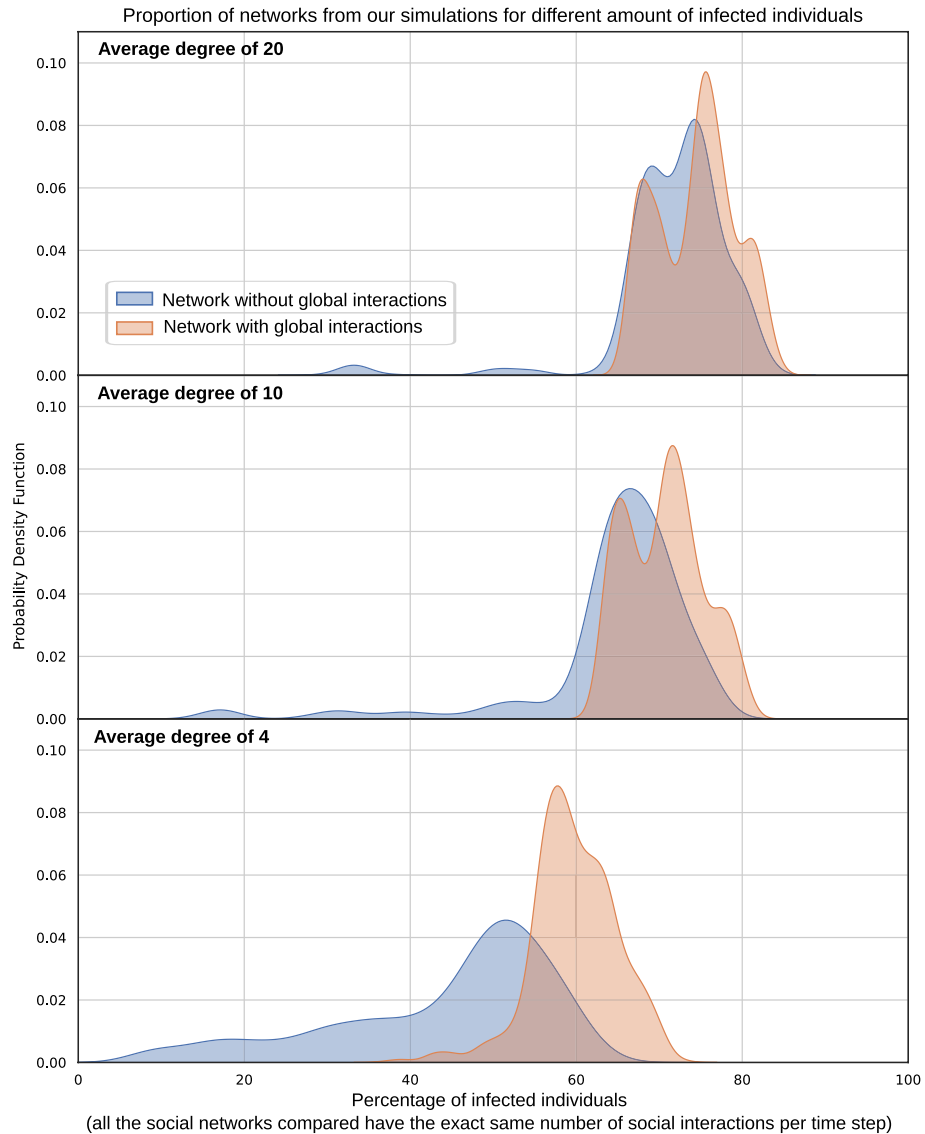 Proportion of networks from our simulations for different amount of infected individuals
Average degree of 20
0.10
0.08
0.06
0.04
0.02
0.00
Network without global interactions
Network with global interactions
Average degree of 10
0.10
0.08
0.06
0.04
0.02
0.00
Probability Density Function
Average degree of 4
0.10
0.08
0.06
0.04
0.02
0.00
0 20 40 60 80 100
Percentage of infected individuals
(all the social networks compared have the exact same number of social interactions per time step)